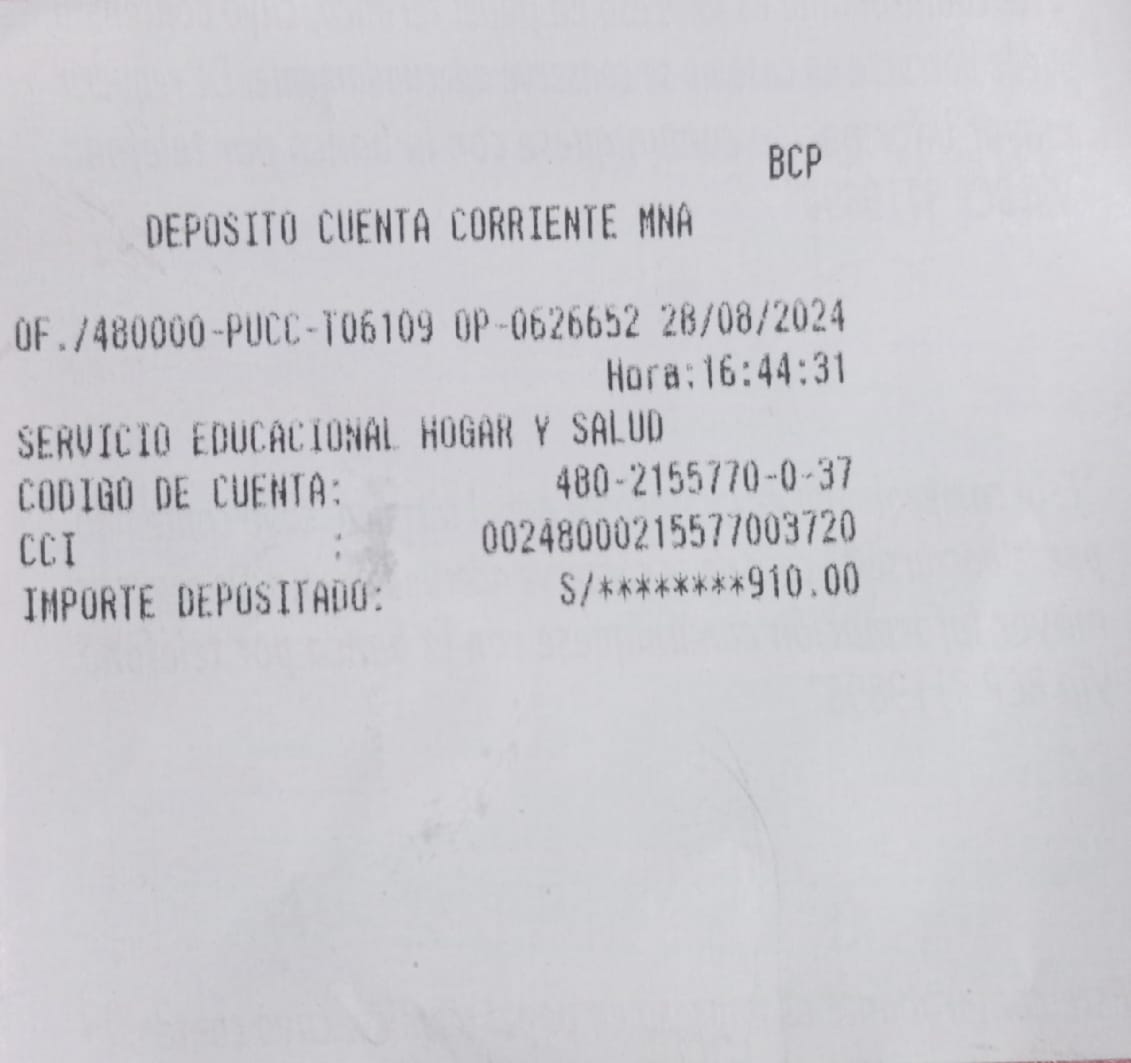 BCP
DEPOSITO CUENTA CORRIENTE MNA
OF./480000-PUCC-T06109 OP-0626652 28/08/2024
Hora:16:44:31
SERVICIO EDUCACIONAL HOGAR Y SALUD
CODIGO DE CUENTA: 480-2155770-0-37
CCI : 00248000215577003720
IMPORTE DEPOSITADO: S/********910.00